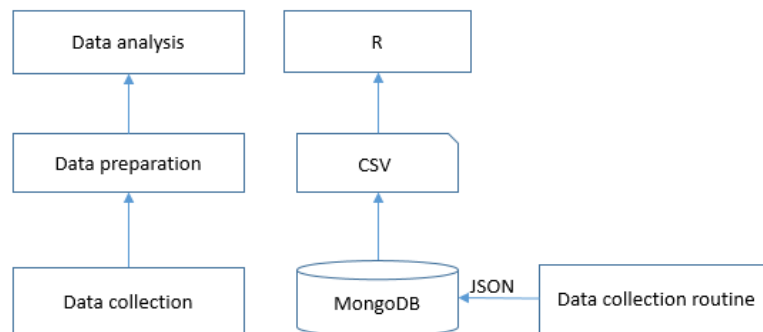 Data analysis
R
Data preparation
CSV
Data collection
MongoDB
JSON
Data collection routine